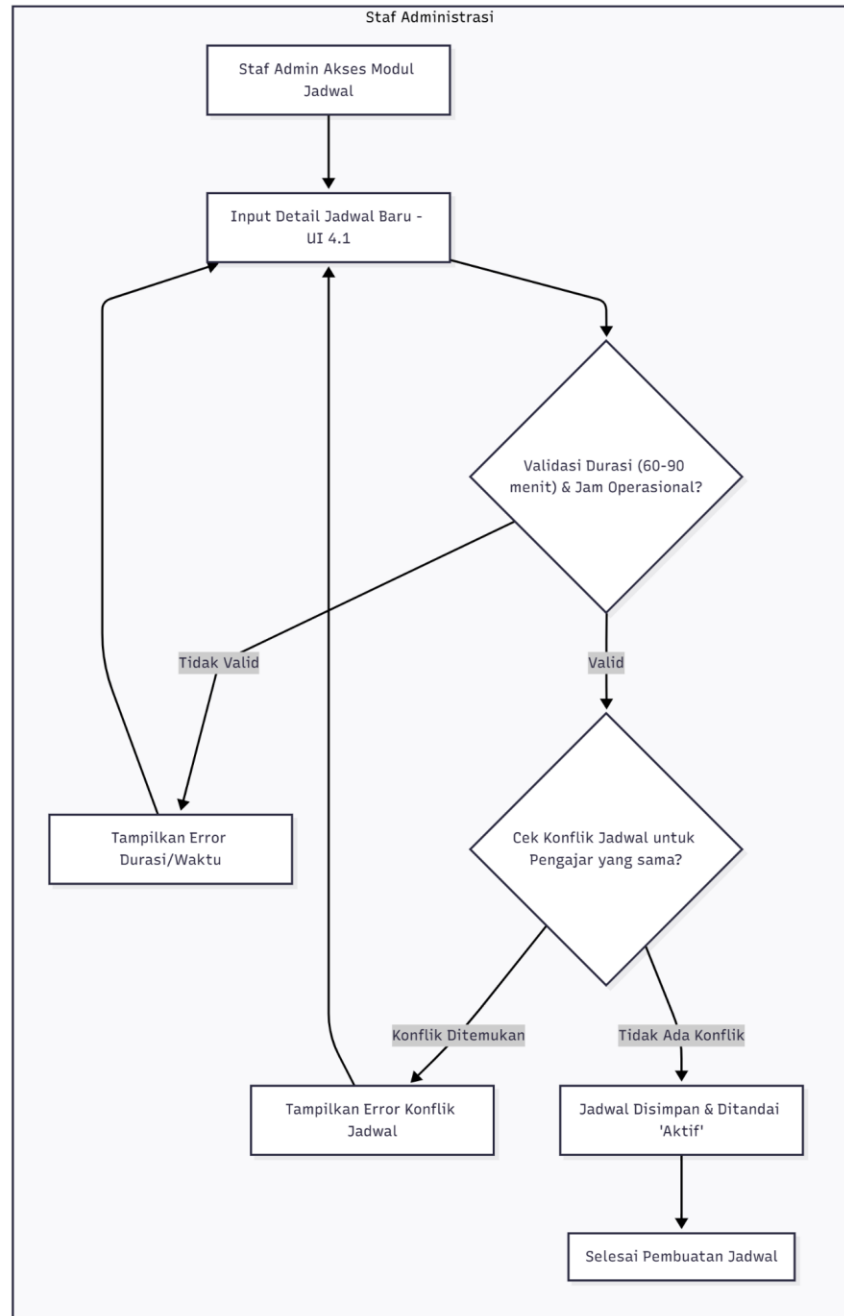 Staf Administrasi
Staf Admin Akses Modul
Jadwal
Input Detail Jadwal Baru -
UI 4.1
Validasi Durasi (60-90
menit) & Jam Operasional?
Tidak Valid
Valid
Tampilkan Error
Durasi/Waktu
Cek Konflik Jadwal untuk
Pengajar yang sama?
Konflik Ditemukan
Tidak Ada Konflik
Tampilkan Error Konflik
Jadwal
Jadwal Disimpan & Ditandai
'Aktif'
Selesai Pembuatan Jadwal